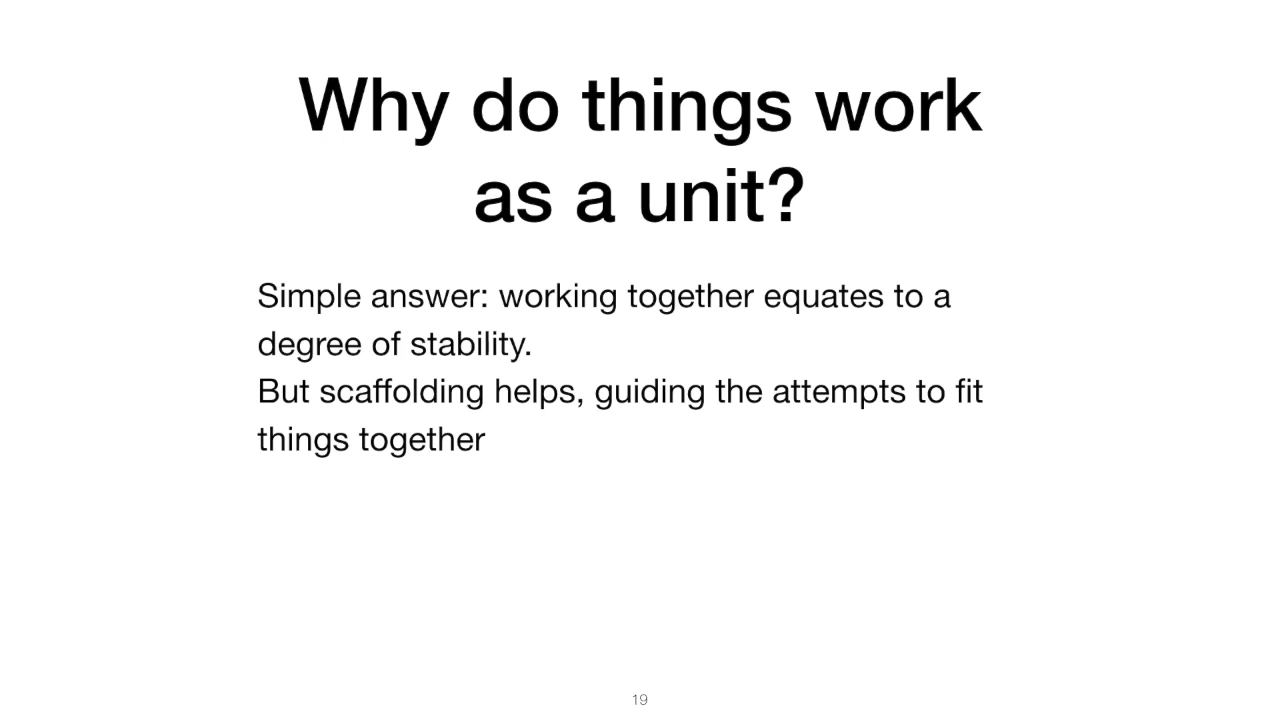 Why do things work
as a unit?
Simple answer: working together equates to a
degree of stability.
But scaffolding helps, guiding the attempts to fit
things together
19